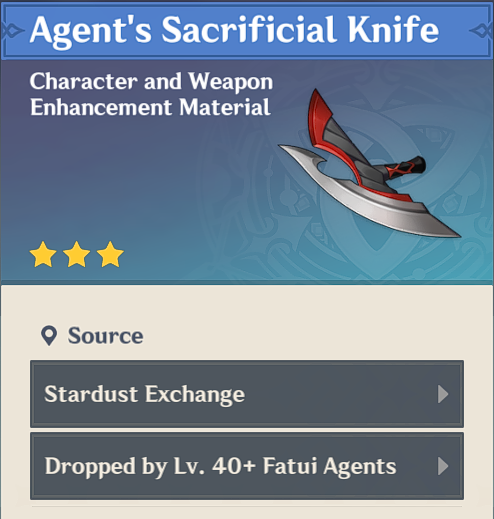 Agent's Sacrificial Knife
Character and Weapon
Enhancement Material
Source
Stardust Exchange
Dropped by Lv. 40+ Fatui Agents